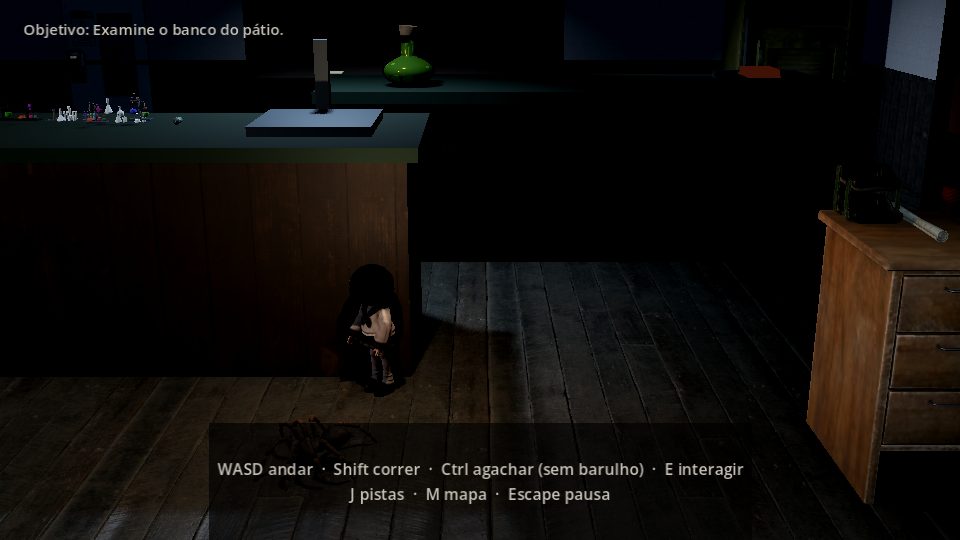 Objetivo: Examine o banco do pátio.
WASD andar · Shift correr · Ctrl agachar (sem barulho) · E interagir
J pistas · M mapa · Escape pausa